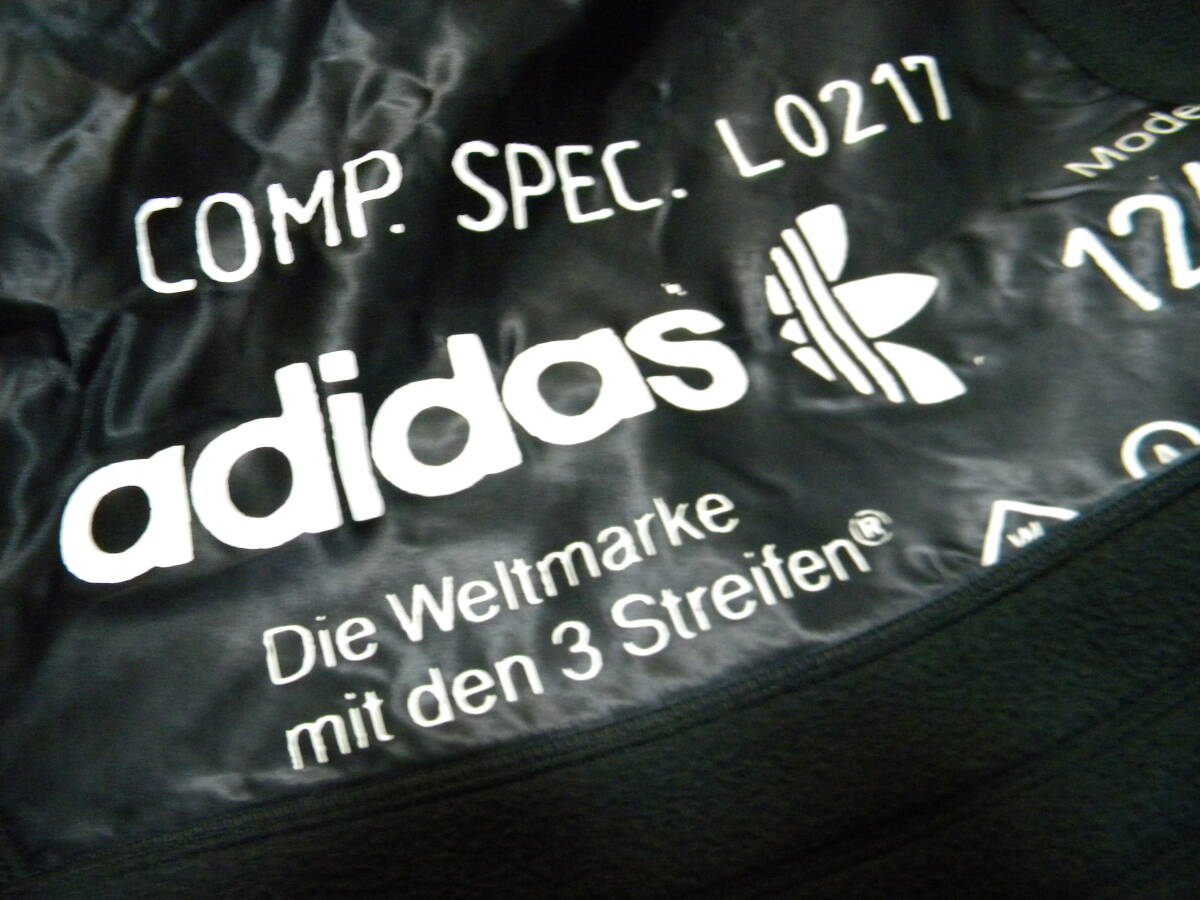 COMP. SPEC. L0217
adidas
Die Weltmarke
mit den 3 Streifen®